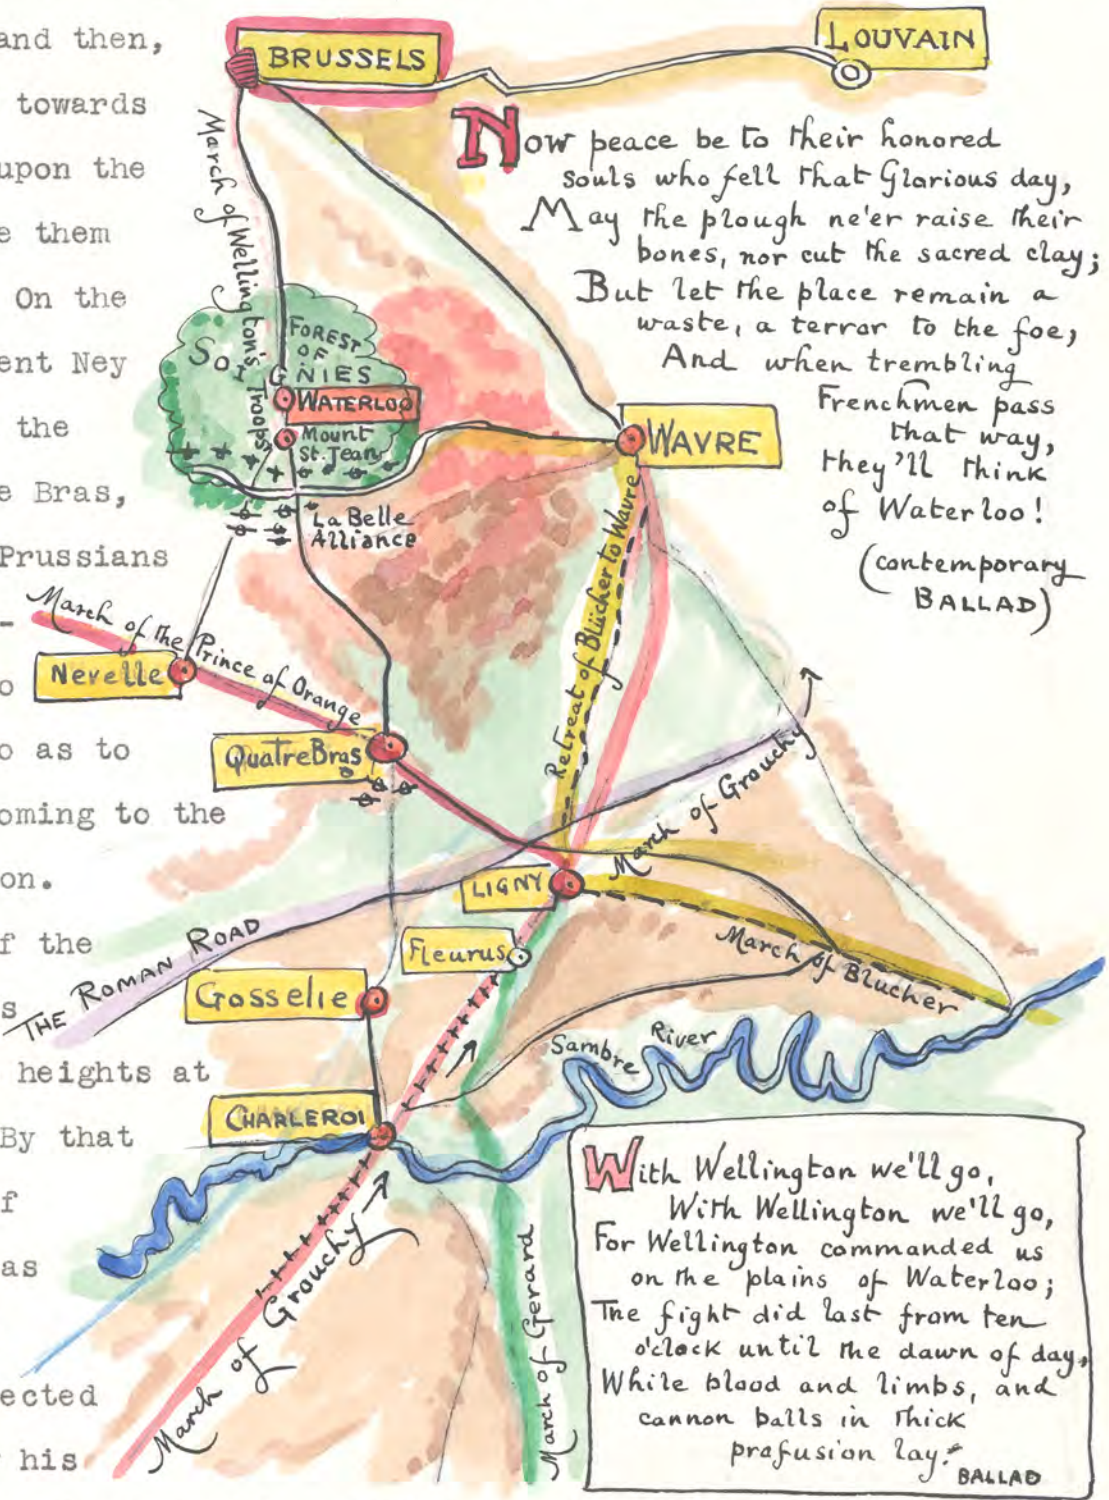 and then,
towards
upon the
e them
On the
ent Ney
the
e Bras,
Prussians
-
o
o as to
oming to the
on.
f the
s
heights at
By that
f
as
ected
his
BRUSSELS
LOUVAIN
Now peace be to their honored
souls who fell that Glorious day,
May the plough ne'er raise their
bones, nor cut the sacred clay;
But let the place remain a
waste, a terror to the foe,
And when trembling
Frenchmen pass
that way,
they'll think
of Waterloo!
(contemporary
BALLAD)
March of Wellington's Troops
FOREST
OF
SOIGNIES
WATERLOO
Mount
St. Jean
WAVRE
La Belle
Alliance
Retreat of Blücher to Wavre
March of the Prince of Orange
Nevelle
QuatreBras
March of Grouchy
LIGNY
THE ROMAN ROAD
Fleurus
March of Blucher
Gosselie
Sambre River
CHARLEROI
March of Grouchy
March of Gerard
With Wellington we'll go,
With Wellington we'll go,
For Wellington commanded us
on the plains of Waterloo;
The fight did last from ten
o'clock until the dawn of day,
While blood and limbs, and
cannon balls in thick
prafusion lay.
BALLAD